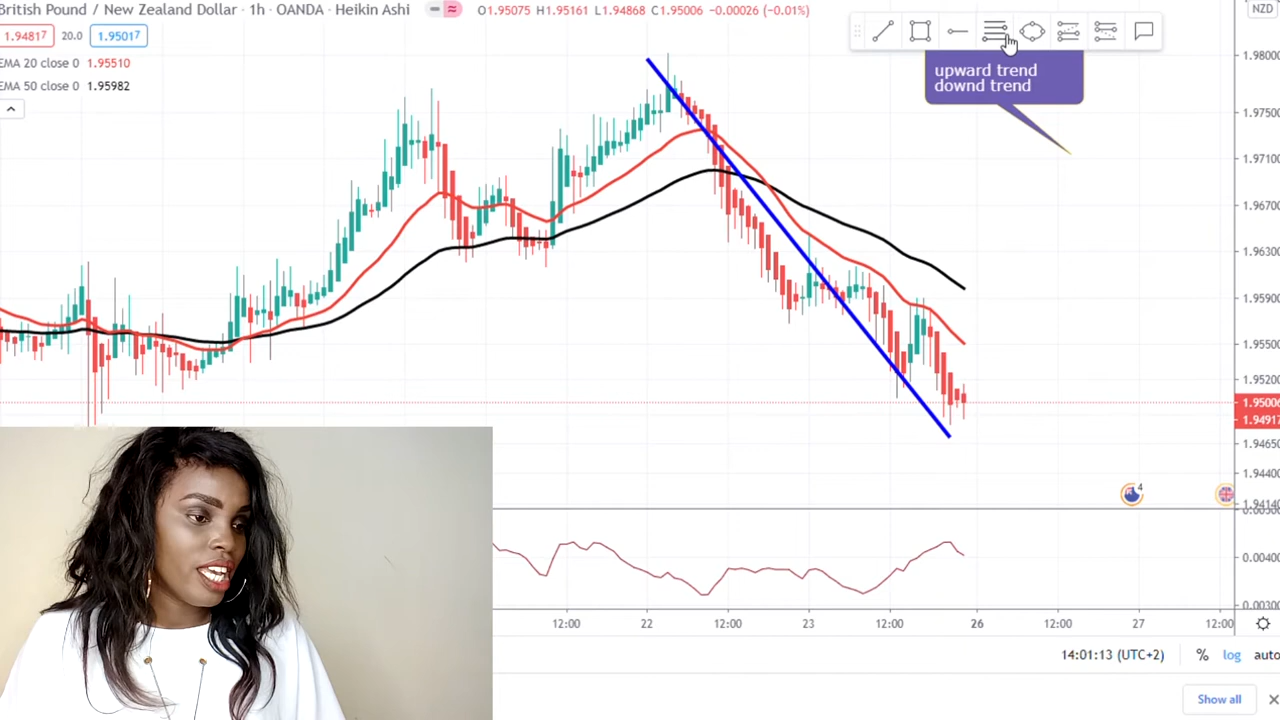 British Pound / New Zealand Dollar · 1h · OANDA · Heikin Ashi O1.95075 H1.95161 L1.94868 C1.95006 -0.00026 (-0.01%)
NZD
1.94817 20.0 1.95017
EMA 20 close 0 1.95510
EMA 50 close 0 1.95982
upward trend
downd trend
1.98000
1.97500
1.97100
1.96700
1.96300
1.95900
1.95500
1.95200
1.95006
1.94917
1.94650
1.94400
1.94140
4
0.00400
0.00300
12:00 22 12:00 23 12:00 26 12:00 27 12:00
14:01:13 (UTC+2) % log auto
Show all